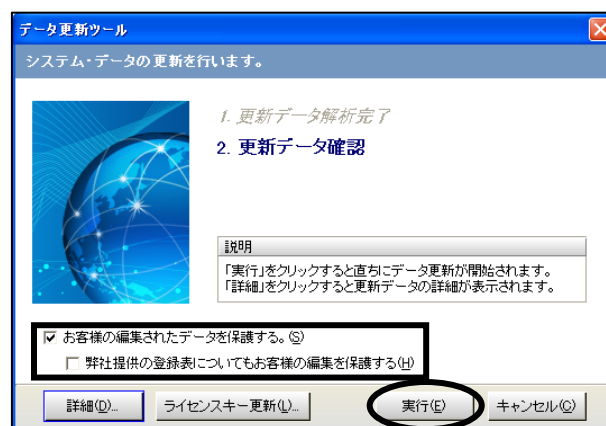 データ更新ツール
システム・データの更新を行います。
1. 更新データ解析完了
2. 更新データ確認
説明
「実行」をクリックすると直ちにデータ更新が開始されます。
「詳細」をクリックすると更新データの詳細が表示されます。
お客様の編集されたデータを保護する。(S)
弊社提供の登録表についてもお客様の編集を保護する(H)
詳細(D)... ライセンスキー更新(L)... 実行(E) キャンセル(C)